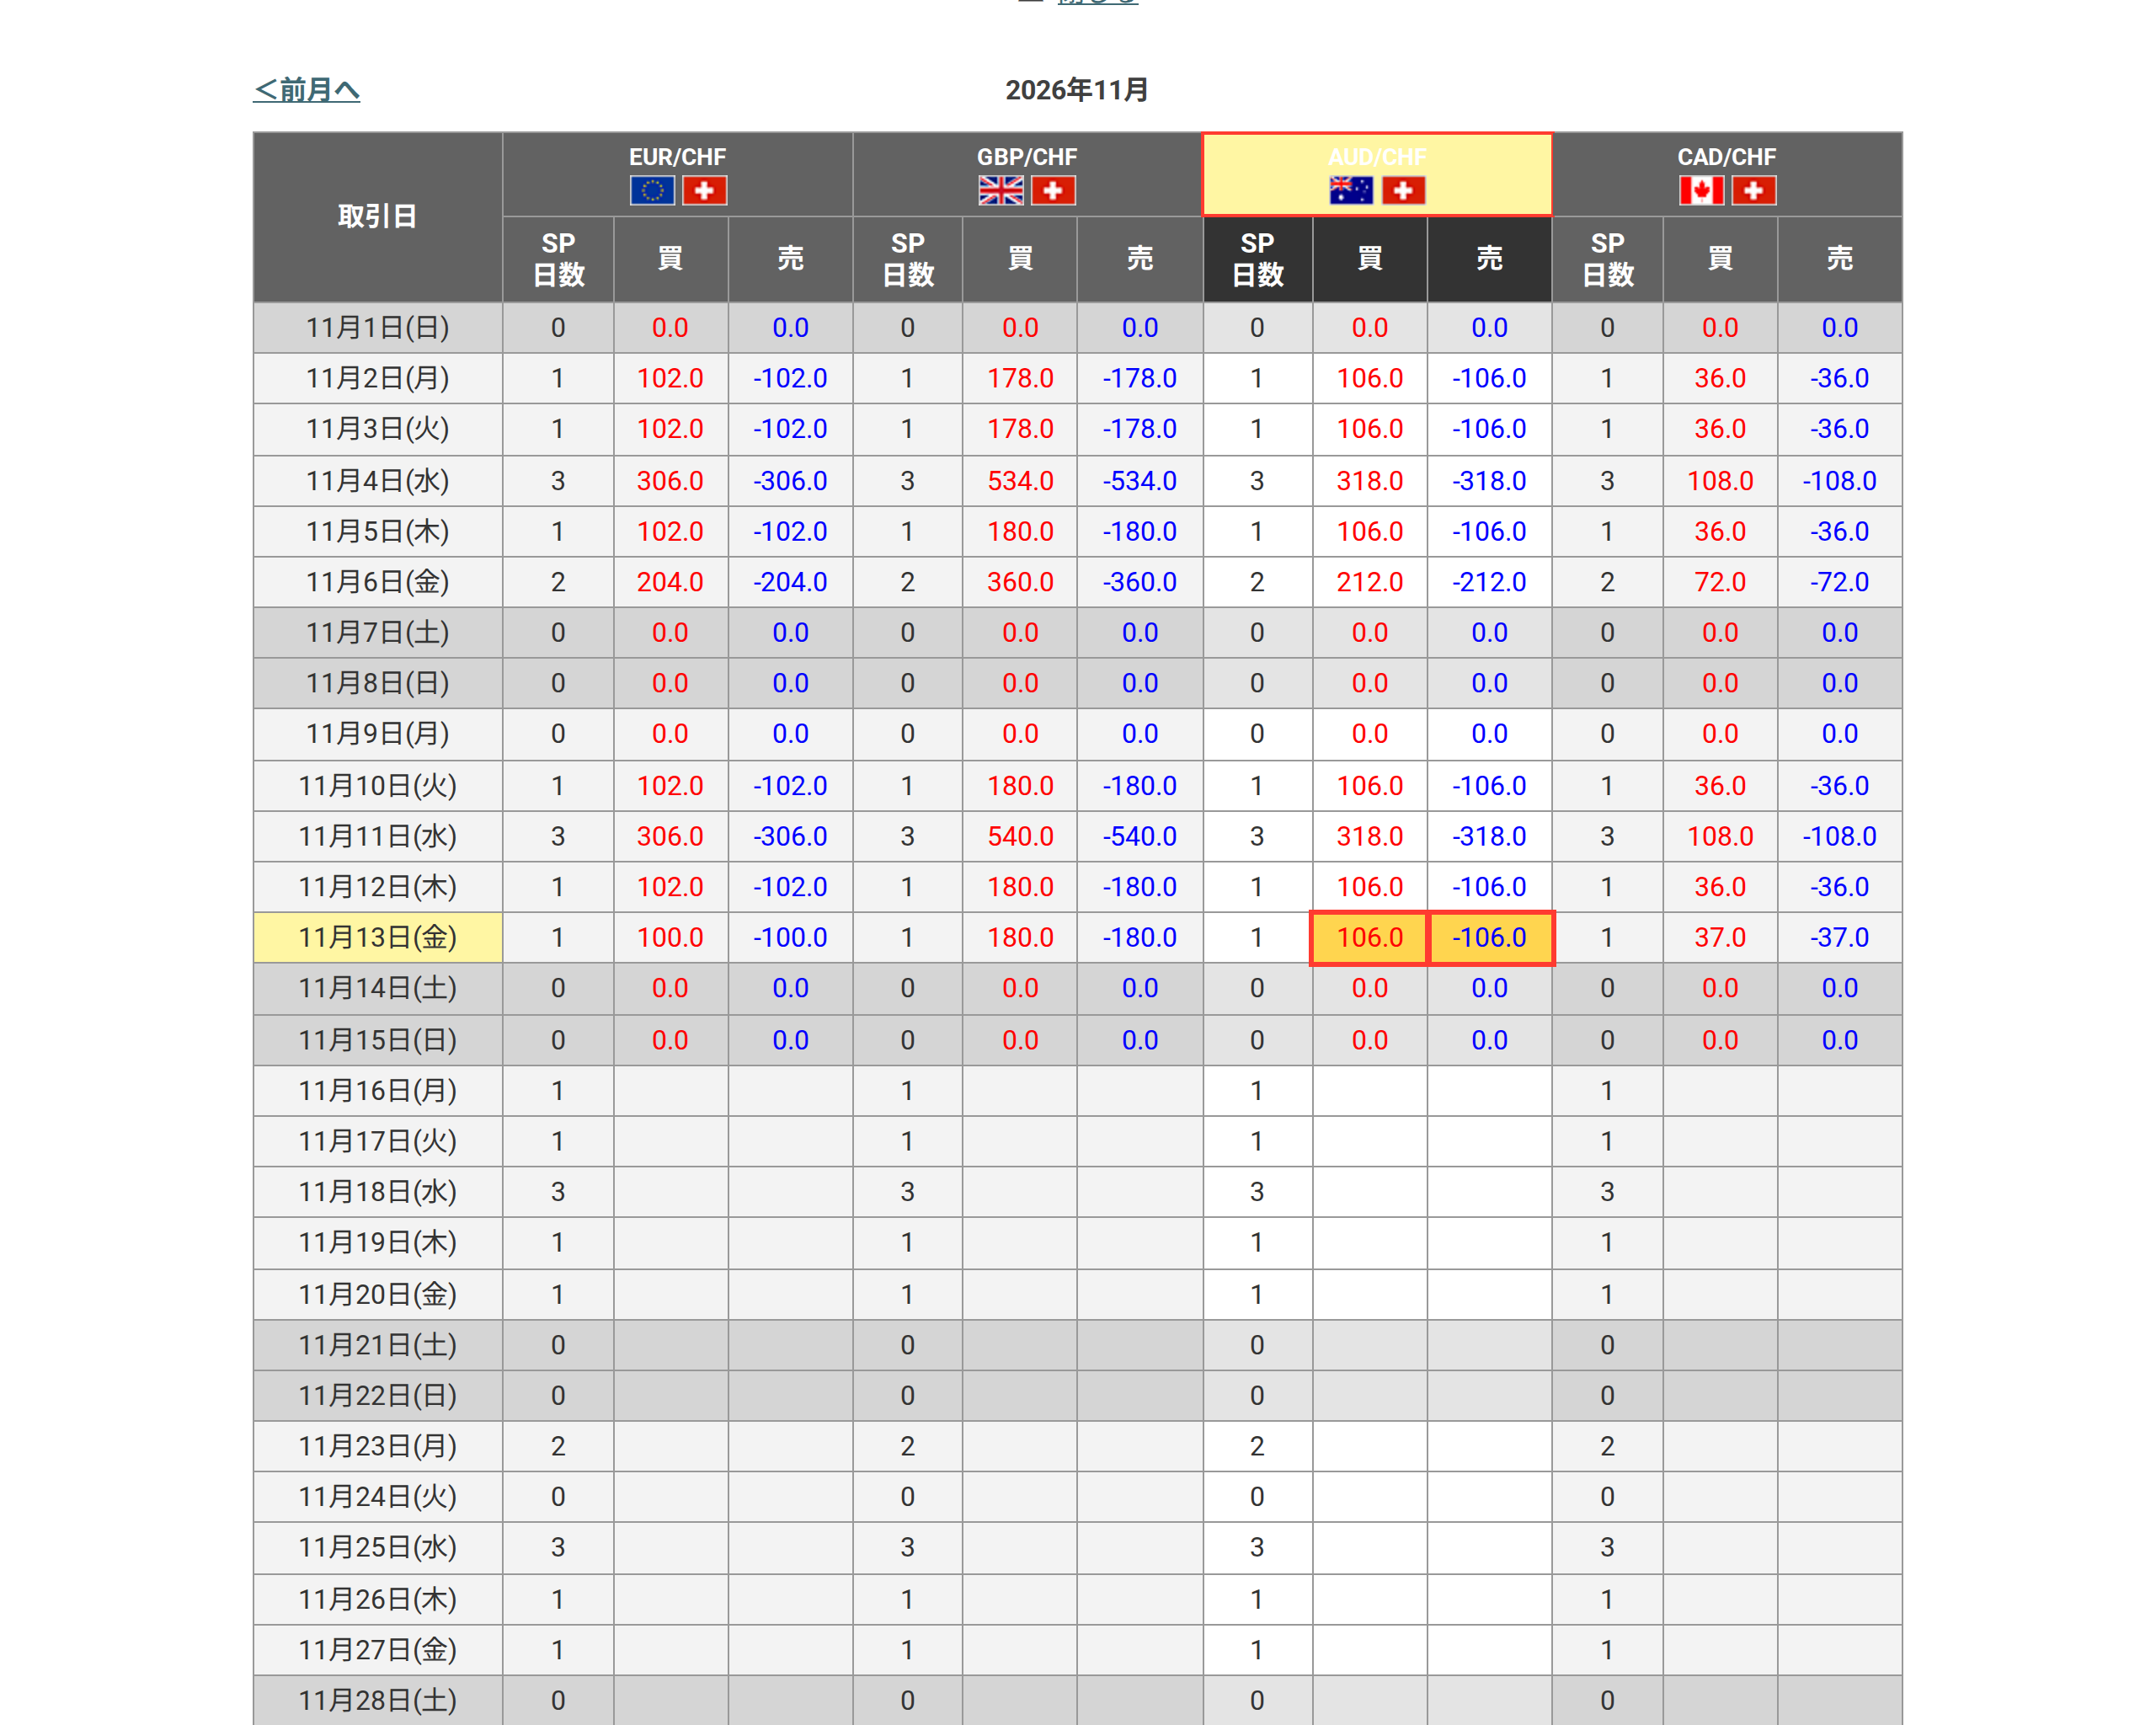 <前月へ
2026年11月
取引日 EUR/CHF GBP/CHF AUD/CHF CAD/CHF
SP日数 買 売 SP日数 買 売 SP日数 買 売 SP日数 買 売
11月1日(日) 0 0.0 0.0 0 0.0 0.0 0 0.0 0.0 0 0.0 0.0
11月2日(月) 1 102.0 -102.0 1 178.0 -178.0 1 106.0 -106.0 1 36.0 -36.0
11月3日(火) 1 102.0 -102.0 1 178.0 -178.0 1 106.0 -106.0 1 36.0 -36.0
11月4日(水) 3 306.0 -306.0 3 534.0 -534.0 3 318.0 -318.0 3 108.0 -108.0
11月5日(木) 1 102.0 -102.0 1 180.0 -180.0 1 106.0 -106.0 1 36.0 -36.0
11月6日(金) 2 204.0 -204.0 2 360.0 -360.0 2 212.0 -212.0 2 72.0 -72.0
11月7日(土) 0 0.0 0.0 0 0.0 0.0 0 0.0 0.0 0 0.0 0.0
11月8日(日) 0 0.0 0.0 0 0.0 0.0 0 0.0 0.0 0 0.0 0.0
11月9日(月) 0 0.0 0.0 0 0.0 0.0 0 0.0 0.0 0 0.0 0.0
11月10日(火) 1 102.0 -102.0 1 180.0 -180.0 1 106.0 -106.0 1 36.0 -36.0
11月11日(水) 3 306.0 -306.0 3 540.0 -540.0 3 318.0 -318.0 3 108.0 -108.0
11月12日(木) 1 102.0 -102.0 1 180.0 -180.0 1 106.0 -106.0 1 36.0 -36.0
11月13日(金) 1 100.0 -100.0 1 180.0 -180.0 1 106.0 -106.0 1 37.0 -37.0
11月14日(土) 0 0.0 0.0 0 0.0 0.0 0 0.0 0.0 0 0.0 0.0
11月15日(日) 0 0.0 0.0 0 0.0 0.0 0 0.0 0.0 0 0.0 0.0
11月16日(月) 1 1 1 1
11月17日(火) 1 1 1 1
11月18日(水) 3 3 3 3
11月19日(木) 1 1 1 1
11月20日(金) 1 1 1 1
11月21日(土) 0 0 0 0
11月22日(日) 0 0 0 0
11月23日(月) 2 2 2 2
11月24日(火) 0 0 0 0
11月25日(水) 3 3 3 3
11月26日(木) 1 1 1 1
11月27日(金) 1 1 1 1
11月28日(土) 0 0 0 0